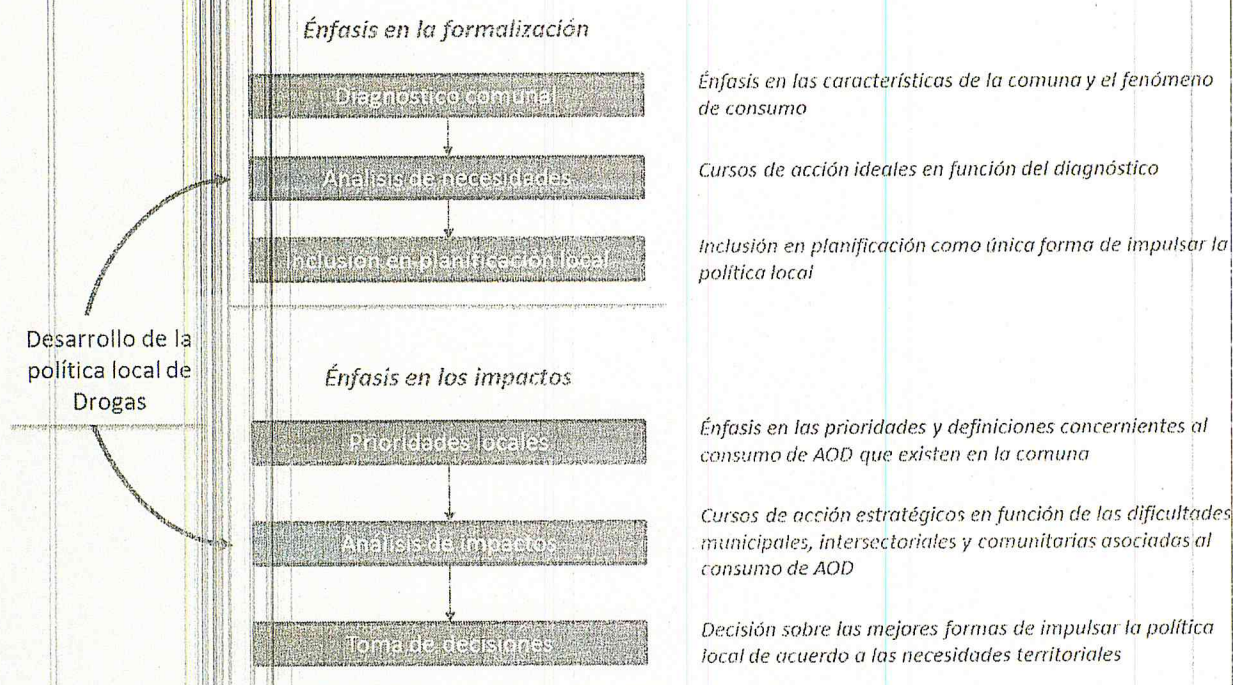 Énfasis en la formalización
Diagnostico comunal
Énfasis en las características de la comuna y el fenómeno
de consumo
Análisis de necesidades
Cursos de acción ideales en función del diagnóstico
Inclusión en planificación local
Inclusión en planificación como única forma de impulsar la
política local
Desarrollo de la
política local de
Drogas
Énfasis en los impactos
Prioridades locales
Énfasis en las prioridades y definiciones concernientes al
consumo de AOD que existen en la comuna
Análisis de impactos
Cursos de acción estratégicos en función de las dificultades
municipales, intersectoriales y comunitarias asociadas al
consumo de AOD
Toma de decisiones
Decisión sobre las mejores formas de impulsar la política
local de acuerdo a las necesidades territoriales